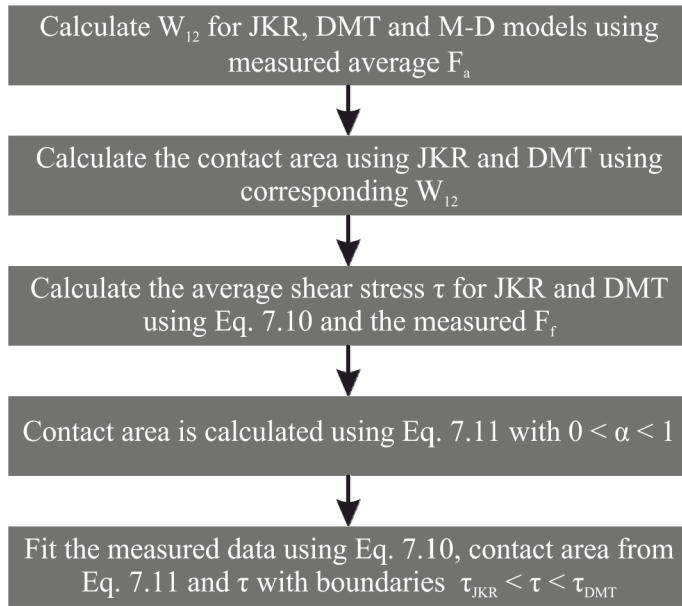 Calculate W₁₂ for JKR, DMT and M-D models using
measured average Fₐ
Calculate the contact area using JKR and DMT using
corresponding W₁₂
Calculate the average shear stress τ for JKR and DMT
using Eq. 7.10 and the measured F_f
Contact area is calculated using Eq. 7.11 with 0 < α < 1
Fit the measured data using Eq. 7.10, contact area from
Eq. 7.11 and τ with boundaries τ_JKR < τ < τ_DMT